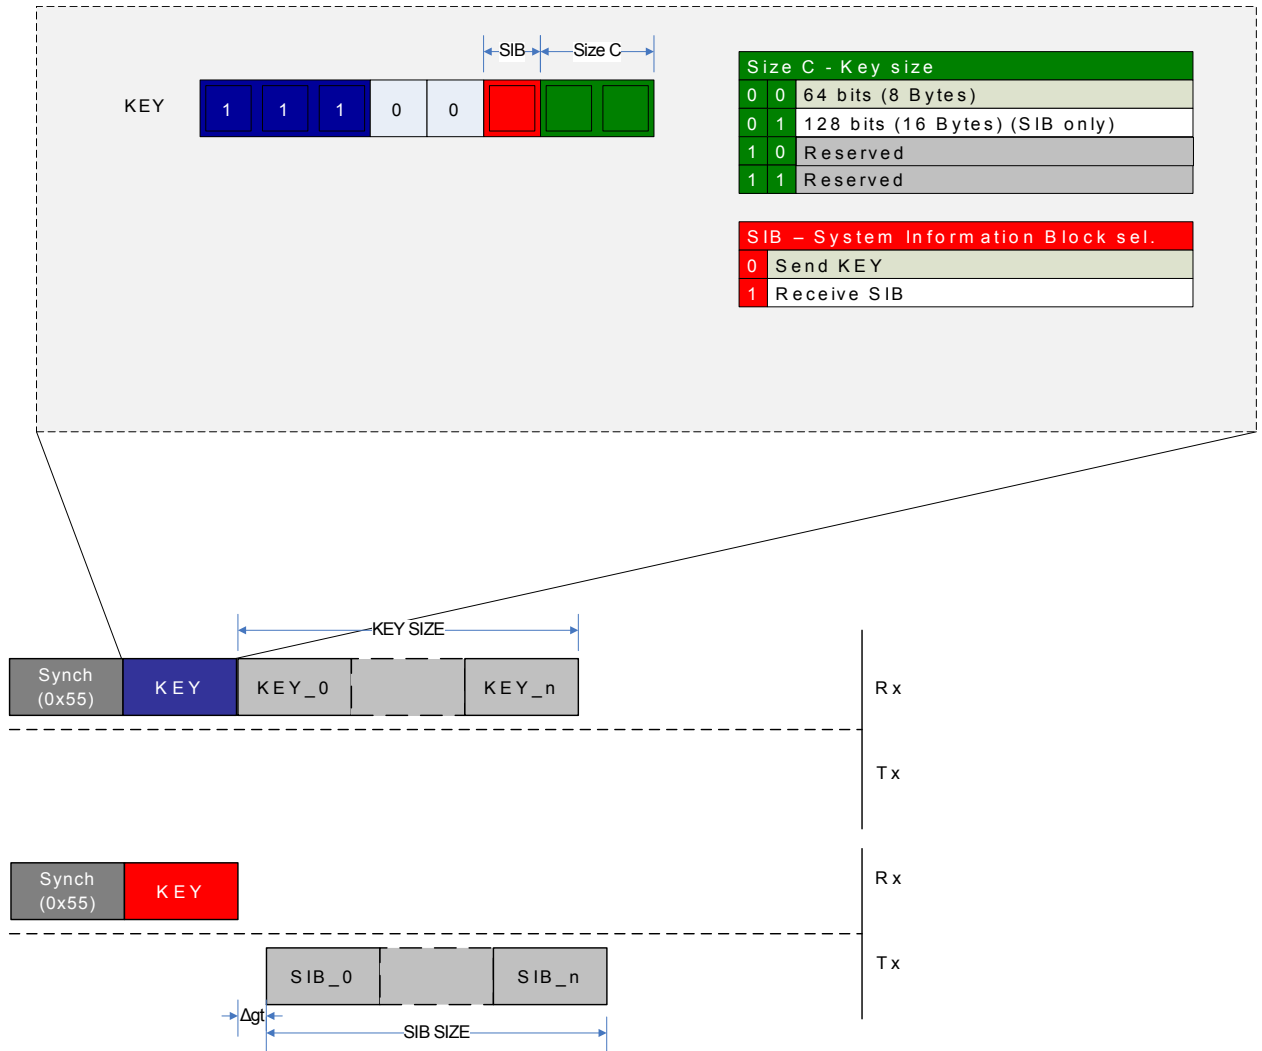 SIB
Size C
KEY
1 1 1 0 0
Size C - Key size
0 0 64 bits (8 Bytes)
0 1 128 bits (16 Bytes) (SIB only)
1 0 Reserved
1 1 Reserved
SIB – System Information Block sel.
0 Send KEY
1 Receive SIB
KEY SIZE
Synch
(0x55)
KEY
KEY_0
KEY_n
Rx
Tx
Synch
(0x55)
KEY
Rx
SIB_0
SIB_n
Tx
Δgt
SIB SIZE